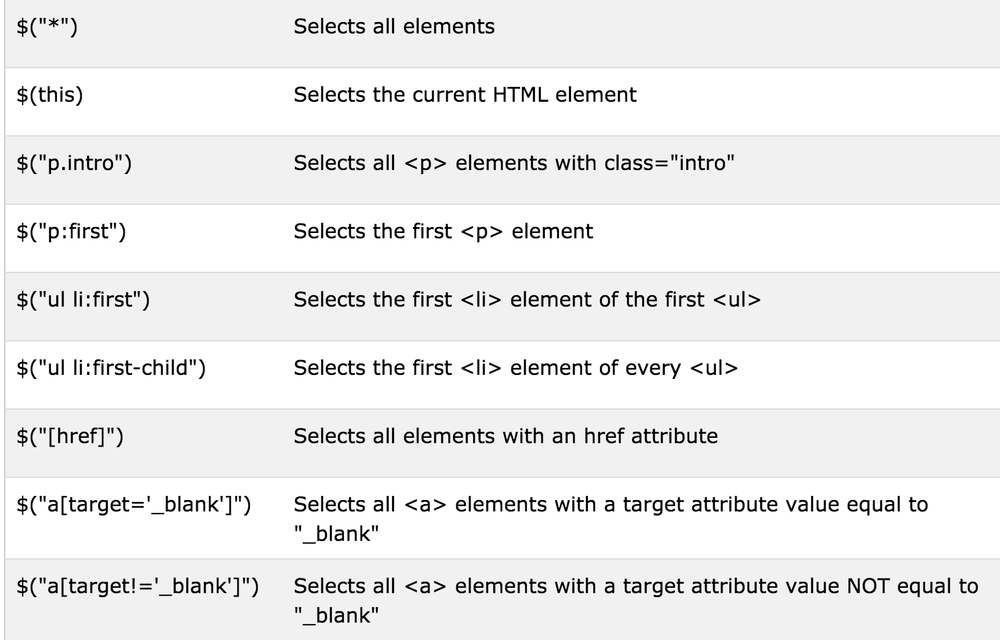 $("*") Selects all elements
$(this) Selects the current HTML element
$("p.intro") Selects all <p> elements with class="intro"
$("p:first") Selects the first <p> element
$("ul li:first") Selects the first <li> element of the first <ul>
$("ul li:first-child") Selects the first <li> element of every <ul>
$("[href]") Selects all elements with an href attribute
$("a[target='_blank']") Selects all <a> elements with a target attribute value equal to
"_blank"
$("a[target!='_blank']") Selects all <a> elements with a target attribute value NOT equal to
"_blank"